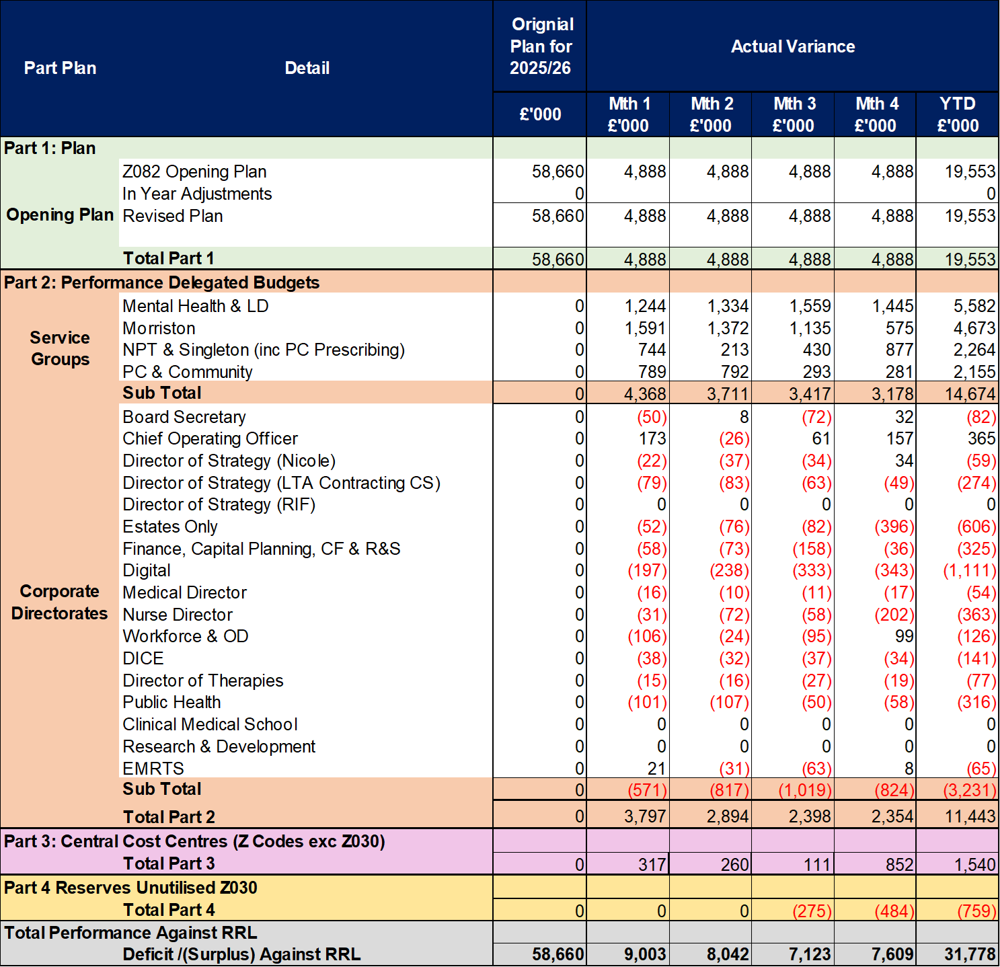 Part Plan Detail Orignial Plan for 2025/26 Actual Variance
£'000 Mth 1 £'000 Mth 2 £'000 Mth 3 £'000 Mth 4 £'000 YTD £'000
Part 1: Plan
Opening Plan
Z082 Opening Plan 58,660 4,888 4,888 4,888 4,888 19,553
In Year Adjustments 0 0
Revised Plan 58,660 4,888 4,888 4,888 4,888 19,553
Total Part 1 58,660 4,888 4,888 4,888 4,888 19,553
Part 2: Performance Delegated Budgets
Service Groups
Mental Health & LD 0 1,244 1,334 1,559 1,445 5,582
Morriston 0 1,591 1,372 1,135 575 4,673
NPT & Singleton (inc PC Prescribing) 0 744 213 430 877 2,264
PC & Community 0 789 792 293 281 2,155
Sub Total 0 4,368 3,711 3,417 3,178 14,674
Corporate Directorates
Board Secretary 0 (50) 8 (72) 32 (82)
Chief Operating Officer 0 173 (26) 61 157 365
Director of Strategy (Nicole) 0 (22) (37) (34) 34 (59)
Director of Strategy (LTA Contracting CS) 0 (79) (83) (63) (49) (274)
Director of Strategy (RIF) 0 0 0 0 0 0
Estates Only 0 (52) (76) (82) (396) (606)
Finance, Capital Planning, CF & R&S 0 (58) (73) (158) (36) (325)
Digital 0 (197) (238) (333) (343) (1,111)
Medical Director 0 (16) (10) (11) (17) (54)
Nurse Director 0 (31) (72) (58) (202) (363)
Workforce & OD 0 (106) (24) (95) 99 (126)
DICE 0 (38) (32) (37) (34) (141)
Director of Therapies 0 (15) (16) (27) (19) (77)
Public Health 0 (101) (107) (50) (58) (316)
Clinical Medical School 0 0 0 0 0 0
Research & Development 0 0 0 0 0 0
EMRTS 0 21 (31) (63) 8 (65)
Sub Total 0 (571) (817) (1,019) (824) (3,231)
Total Part 2 0 3,797 2,894 2,398 2,354 11,443
Part 3: Central Cost Centres (Z Codes exc Z030)
Total Part 3 0 317 260 111 852 1,540
Part 4 Reserves Unutilised Z030
Total Part 4 0 0 0 (275) (484) (759)
Total Performance Against RRL
Deficit /(Surplus) Against RRL 58,660 9,003 8,042 7,123 7,609 31,778